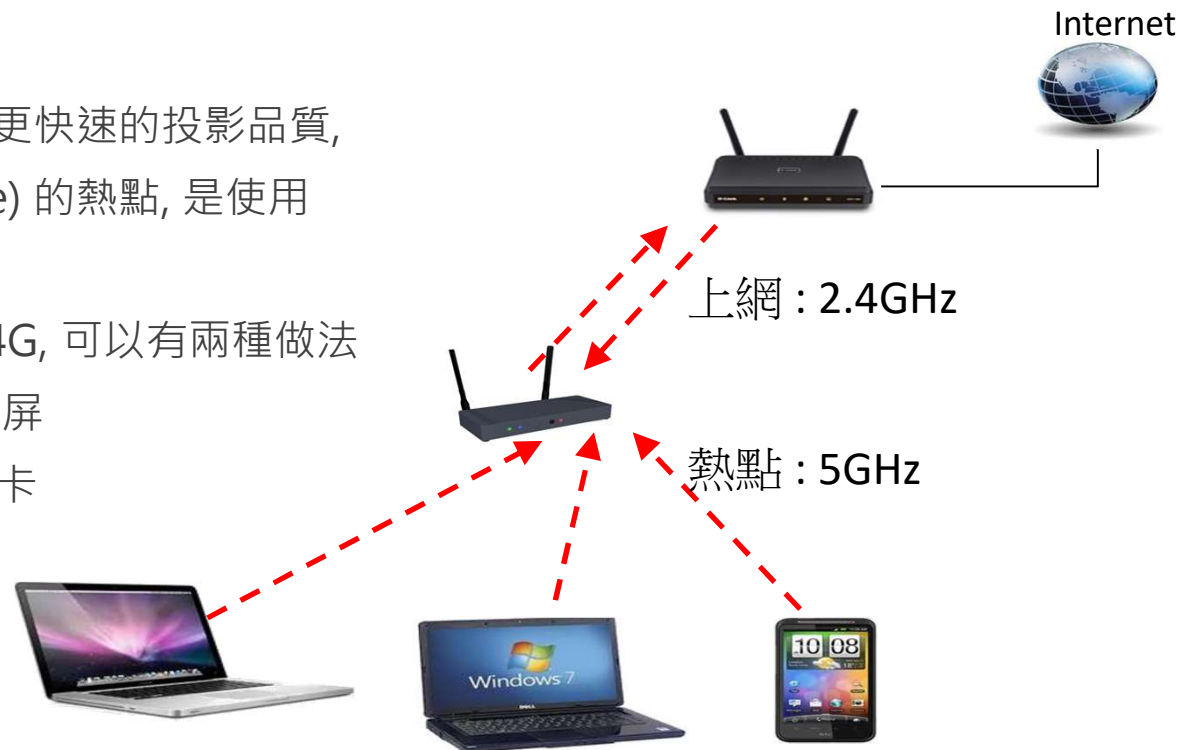 Internet
更快速的投影品質,
e) 的熱點, 是使用
上網 : 2.4GHz
4G, 可以有兩種做法
屏
卡
熱點 : 5GHz
Windows 7
DELL
10 08